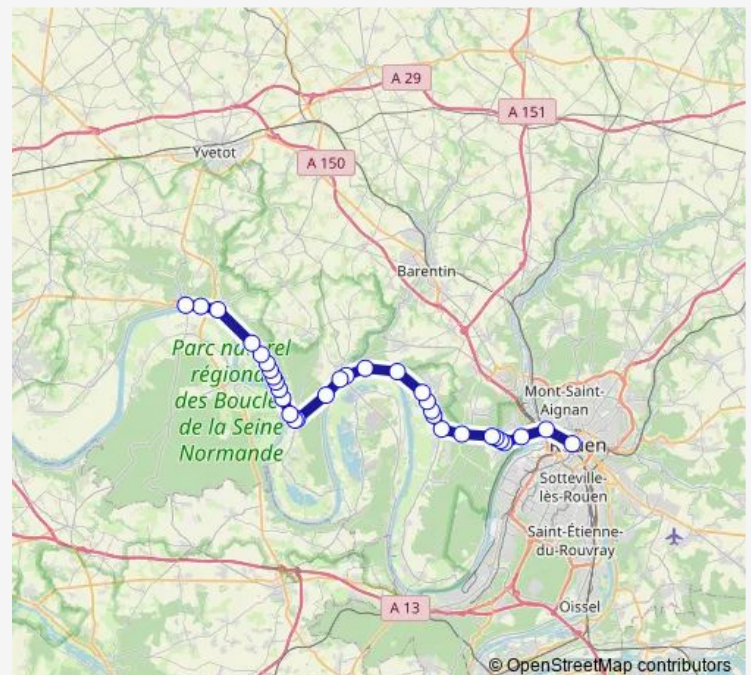 A 29
A 151
Yvetot
A 150
Barentin
Parc naturel
régional
des Boucles
de la Seine
Normande
Mont-Saint-
Aignan
Rouen
Sotteville-
lès-Rouen
Saint-Étienne-
du-Rouvray
A 13
Oissel
© OpenStreetMap contributors